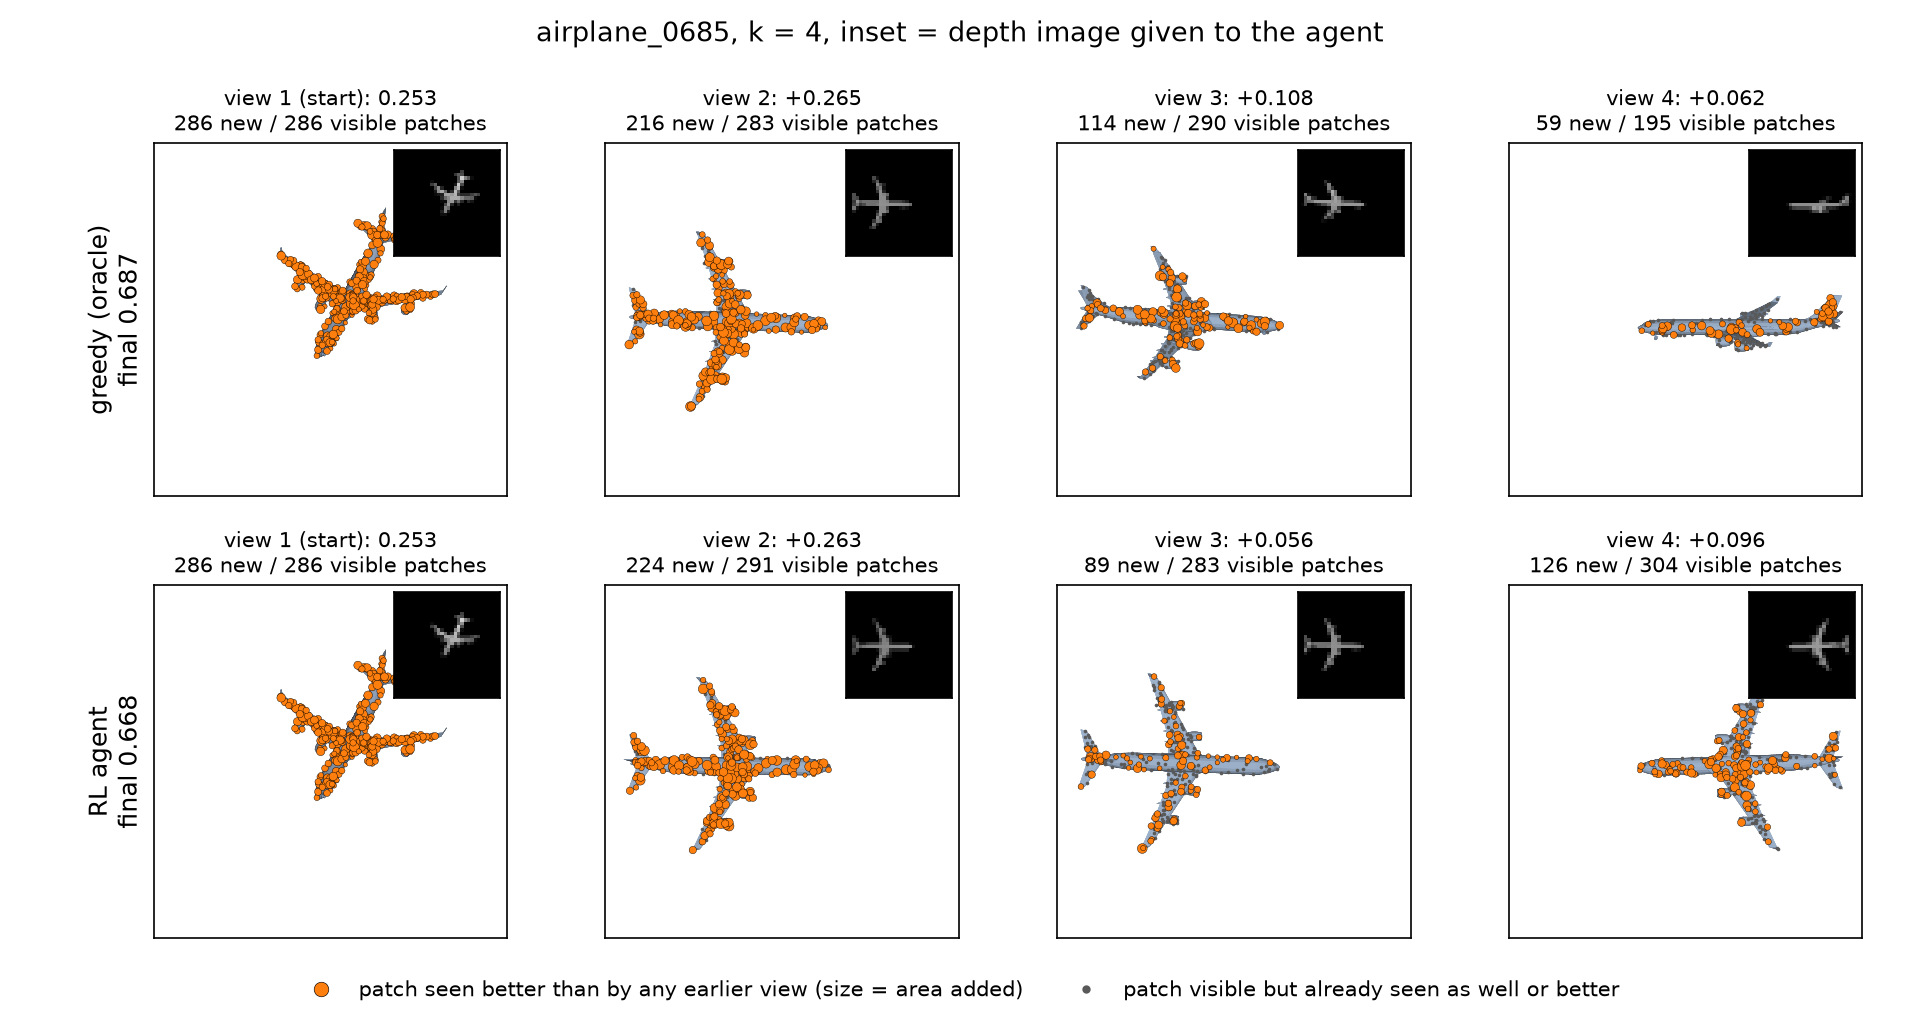 airplane_0685, k = 4, inset = depth image given to the agent
view 1 (start): 0.253
286 new / 286 visible patches
view 2: +0.265
216 new / 283 visible patches
view 3: +0.108
114 new / 290 visible patches
view 4: +0.062
59 new / 195 visible patches
greedy (oracle)
final 0.687
view 1 (start): 0.253
286 new / 286 visible patches
view 2: +0.263
224 new / 291 visible patches
view 3: +0.056
89 new / 283 visible patches
view 4: +0.096
126 new / 304 visible patches
RL agent
final 0.668
patch seen better than by any earlier view (size = area added)
patch visible but already seen as well or better